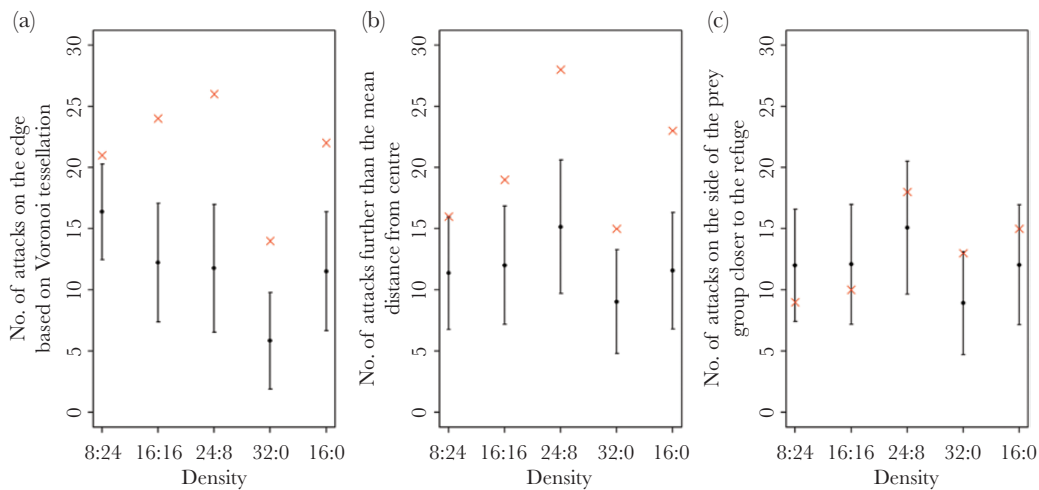 (a)
No. of attacks on the edge
based on Voronoi tessellation
30
25
20
15
10
5
0
8:24 16:16 24:8 32:0 16:0
Density
(b)
No. of attacks further than the mean
distance from centre
30
25
20
15
10
5
0
8:24 16:16 24:8 32:0 16:0
Density
(c)
No. of attacks on the side of the prey
group closer to the refuge
30
25
20
15
10
5
0
8:24 16:16 24:8 32:0 16:0
Density